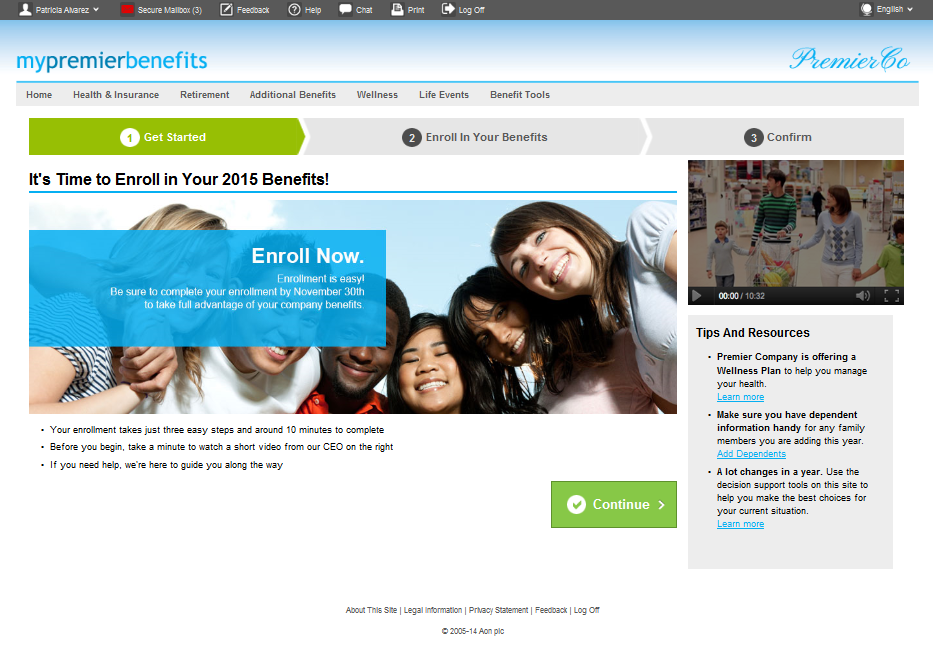 Patricia Alvarez
Secure Mailbox (3)
Feedback
Help
Chat
Print
Log Off
English
mypremierbenefits
PremierCo
Home
Health & Insurance
Retirement
Additional Benefits
Wellness
Life Events
Benefit Tools
1 Get Started
2 Enroll In Your Benefits
3 Confirm
It's Time to Enroll in Your 2015 Benefits!
Enroll Now.
Enrollment is easy!
Be sure to complete your enrollment by November 30th
to take full advantage of your company benefits.
• Your enrollment takes just three easy steps and around 10 minutes to complete
• Before you begin, take a minute to watch a short video from our CEO on the right
• If you need help, we're here to guide you along the way
Continue
00:00 / 10:32
Tips And Resources
• Premier Company is offering a
Wellness Plan to help you manage
your health.
Learn more
• Make sure you have dependent
information handy for any family
members you are adding this year.
Add Dependents
• A lot changes in a year. Use the
decision support tools on this site to
help you make the best choices for
your current situation.
Learn more
About This Site | Legal Information | Privacy Statement | Feedback | Log Off
© 2005-14 Aon plc